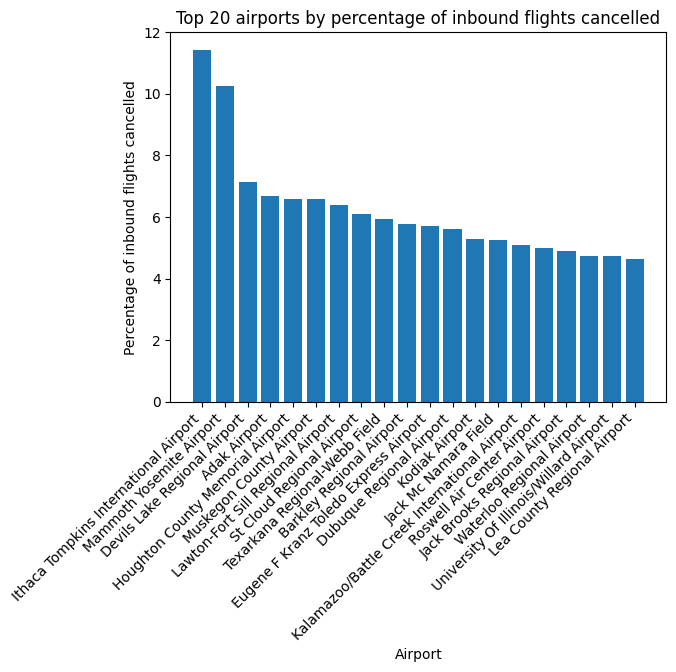 Top 20 airports by percentage of inbound flights cancelled
Percentage of inbound flights cancelled
12
10
8
6
4
2
0
Ithaca Tompkins International Airport
Mammoth Yosemite Airport
Devils Lake Regional Airport
Adak Airport
Houghton County Memorial Airport
Muskegon County Airport
Lawton-Fort Sill Regional Airport
St Cloud Regional Airport
Texarkana Regional-Webb Field
Barkley Regional Airport
Eugene F Kranz Toledo Express Airport
Dubuque Regional Airport
Kodiak Airport
Jack Mc Namara Field
Kalamazoo/Battle Creek International Airport
Roswell Air Center Airport
Jack Brooks Regional Airport
Waterloo Regional Airport
University Of Illinois/Willard Airport
Lea County Regional Airport
Airport